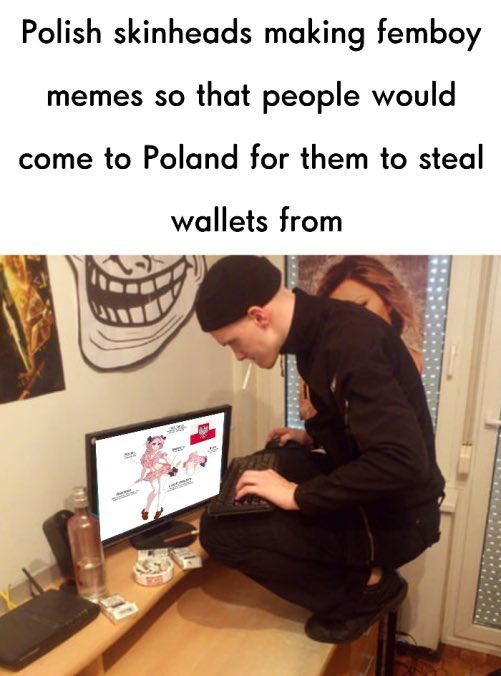 Polish skinheads making femboy
memes so that people would
come to Poland for them to steal
wallets from